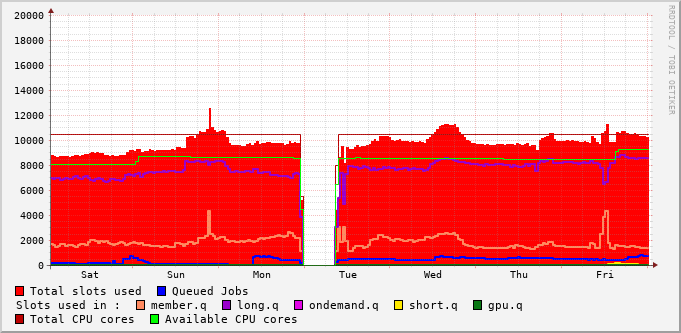 20000
18000
16000
14000
12000
10000
8000
6000
4000
2000
0
Sat Sun Mon Tue Wed Thu Fri
RRDTOOL / TOBI OETIKER
Total slots used Queued Jobs
Slots used in : member.q long.q ondemand.q short.q gpu.q
Total CPU cores Available CPU cores